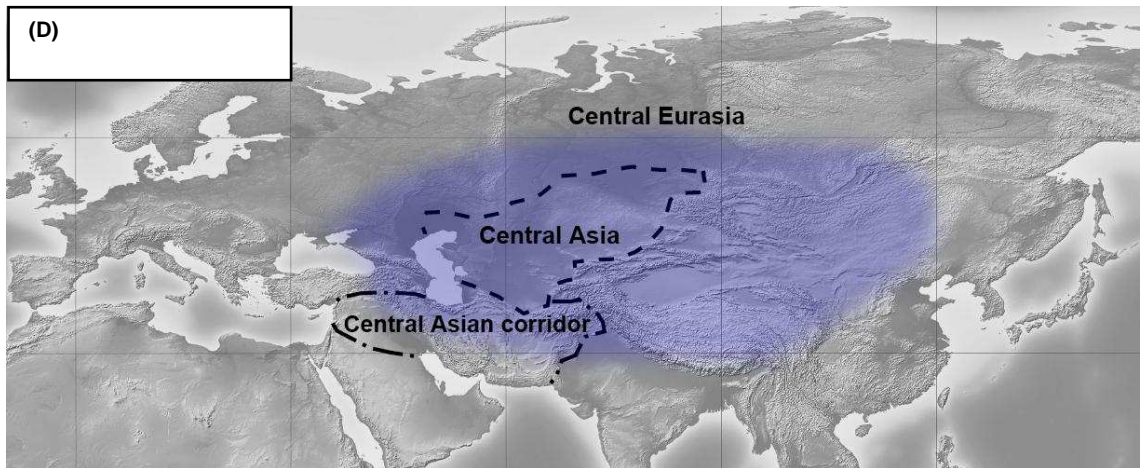 (D)
Central Eurasia
Central Asia
Central Asian corridor